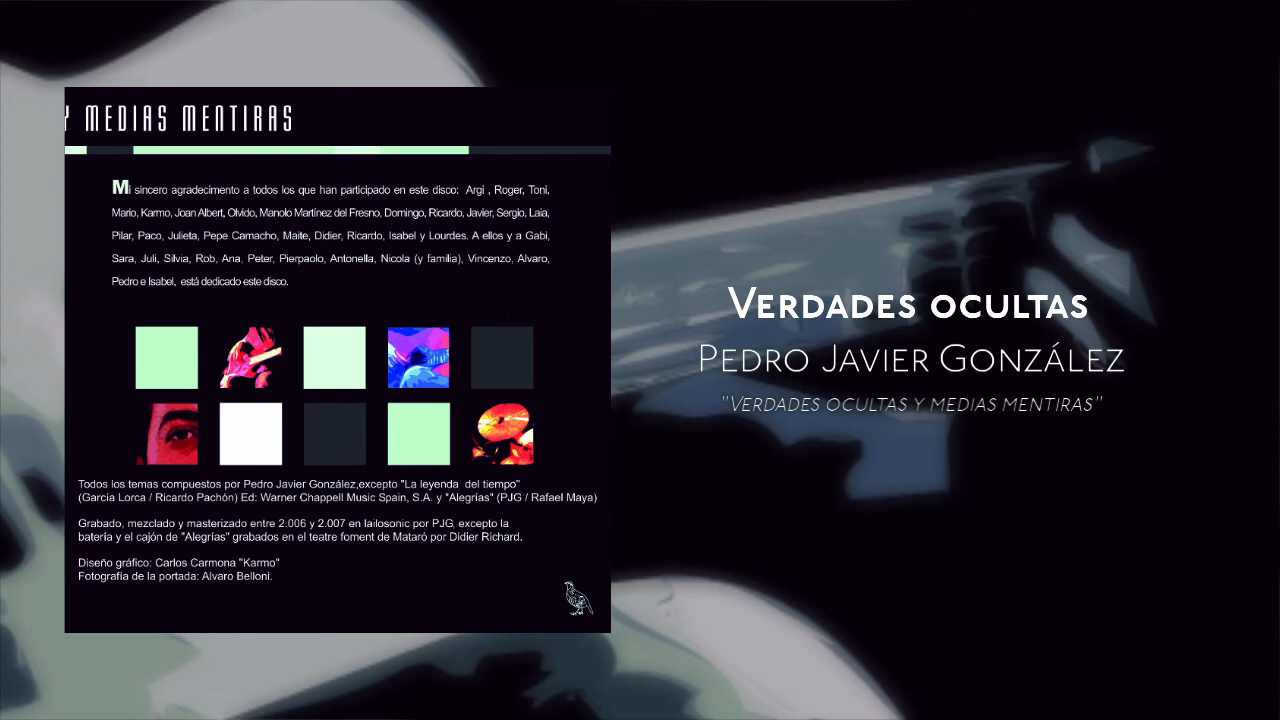 Y MEDIAS MENTIRAS
Mi sincero agradecimiento a todos los que han participado en este disco: Argi , Roger, Toni,
Mario, Karmo, Joan Albert, Olvido, Manolo Martínez del Fresno, Domingo, Ricardo, Javier, Sergio, Laia,
Pilar, Paco, Julieta, Pepe Camacho, Maite, Didier, Ricardo, Isabel y Lourdes. A ellos y a Gabi,
Sara, Juli, Silvia, Rob, Ana, Peter, Pierpaolo, Antonella, Nicola (y familia), Vincenzo, Alvaro,
Pedro e Isabel, está dedicado este disco.
Todos los temas compuestos por Pedro Javier González,excepto "La leyenda del tiempo"
(García Lorca / Ricardo Pachón) Ed: Warner Chappell Music Spain, S.A. y "Alegrías" (PJG / Rafael Maya)
Grabado, mezclado y masterizado entre 2.006 y 2.007 en lailosonic por PJG, excepto la
batería y el cajón de "Alegrías" grabados en el teatre foment de Mataró por Didier Richard.
Diseño gráfico: Carlos Carmona "Karmo"
Fotografía de la portada: Alvaro Belloni.
VERDADES OCULTAS
PEDRO JAVIER GONZÁLEZ
"VERDADES OCULTAS Y MEDIAS MENTIRAS"